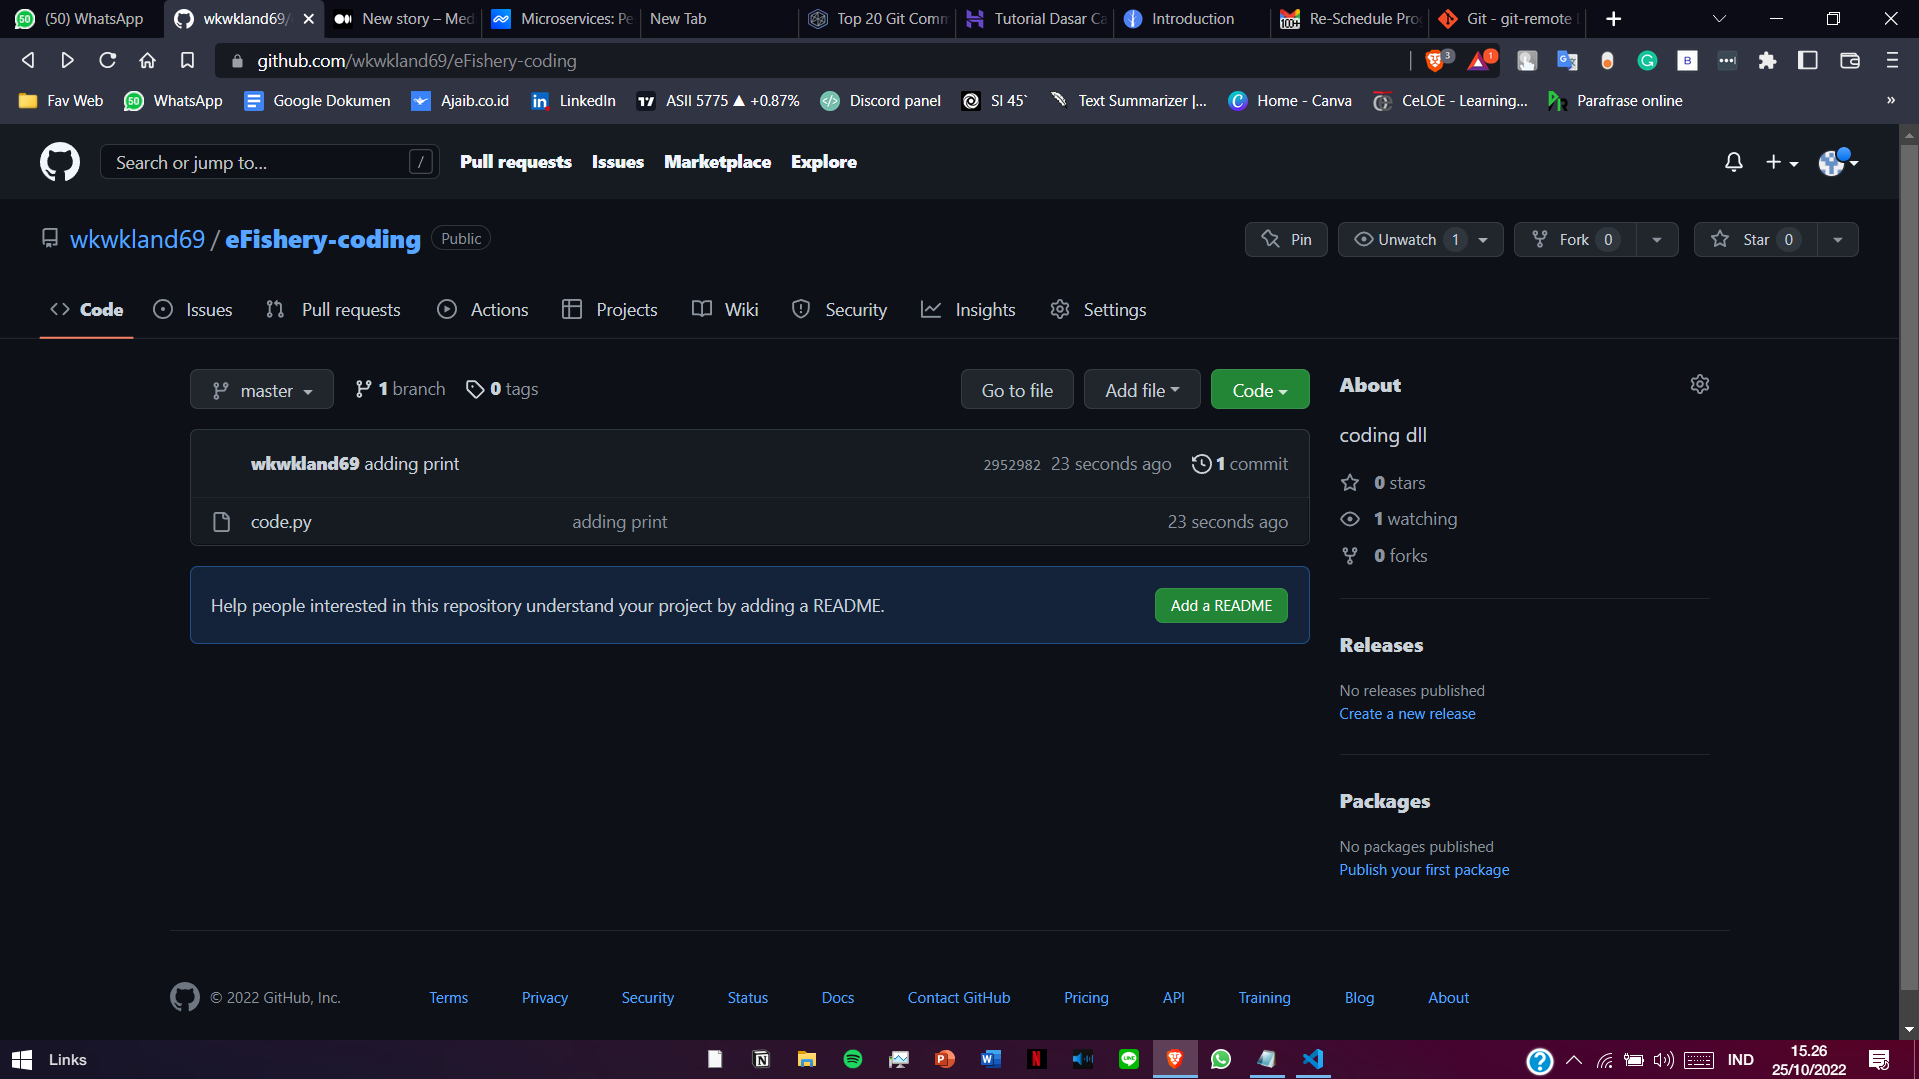 (50) WhatsApp
wkwkland69/
New story – Med
Microservices: Pe
New Tab
Top 20 Git Comm
Tutorial Dasar Ca
Introduction
Re-Schedule Pro
Git - git-remote
github.com/wkwkland69/eFishery-coding
3
1
Fav Web
50
WhatsApp
Google Dokumen
Ajaib.co.id
LinkedIn
ASII 5775 ▲ +0.87%
Discord panel
SI 45`
Text Summarizer |...
Home - Canva
CeLOE - Learning...
Parafrase online
»
Search or jump to...
/
Pull requests
Issues
Marketplace
Explore
wkwkland69 / eFishery-coding
Public
Pin
Unwatch 1
Fork 0
Star 0
Code
Issues
Pull requests
Actions
Projects
Wiki
Security
Insights
Settings
master
1 branch
0 tags
Go to file
Add file
Code
wkwkland69 adding print
2952982 23 seconds ago
1 commit
code.py
adding print
23 seconds ago
Help people interested in this repository understand your project by adding a README.
Add a README
About
coding dll
0 stars
1 watching
0 forks
Releases
No releases published
Create a new release
Packages
No packages published
Publish your first package
© 2022 GitHub, Inc.
Terms
Privacy
Security
Status
Docs
Contact GitHub
Pricing
API
Training
Blog
About
Links
IND
15.26
25/10/2022